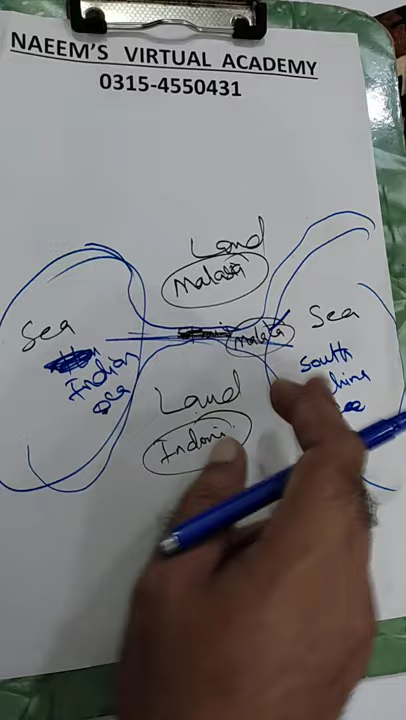 NAEEM'S VIRTUAL ACADEMY
0315-4550431
Land
Malasia
Sea
Indian
sea
Malaka
Sea
South
Land
Indoni